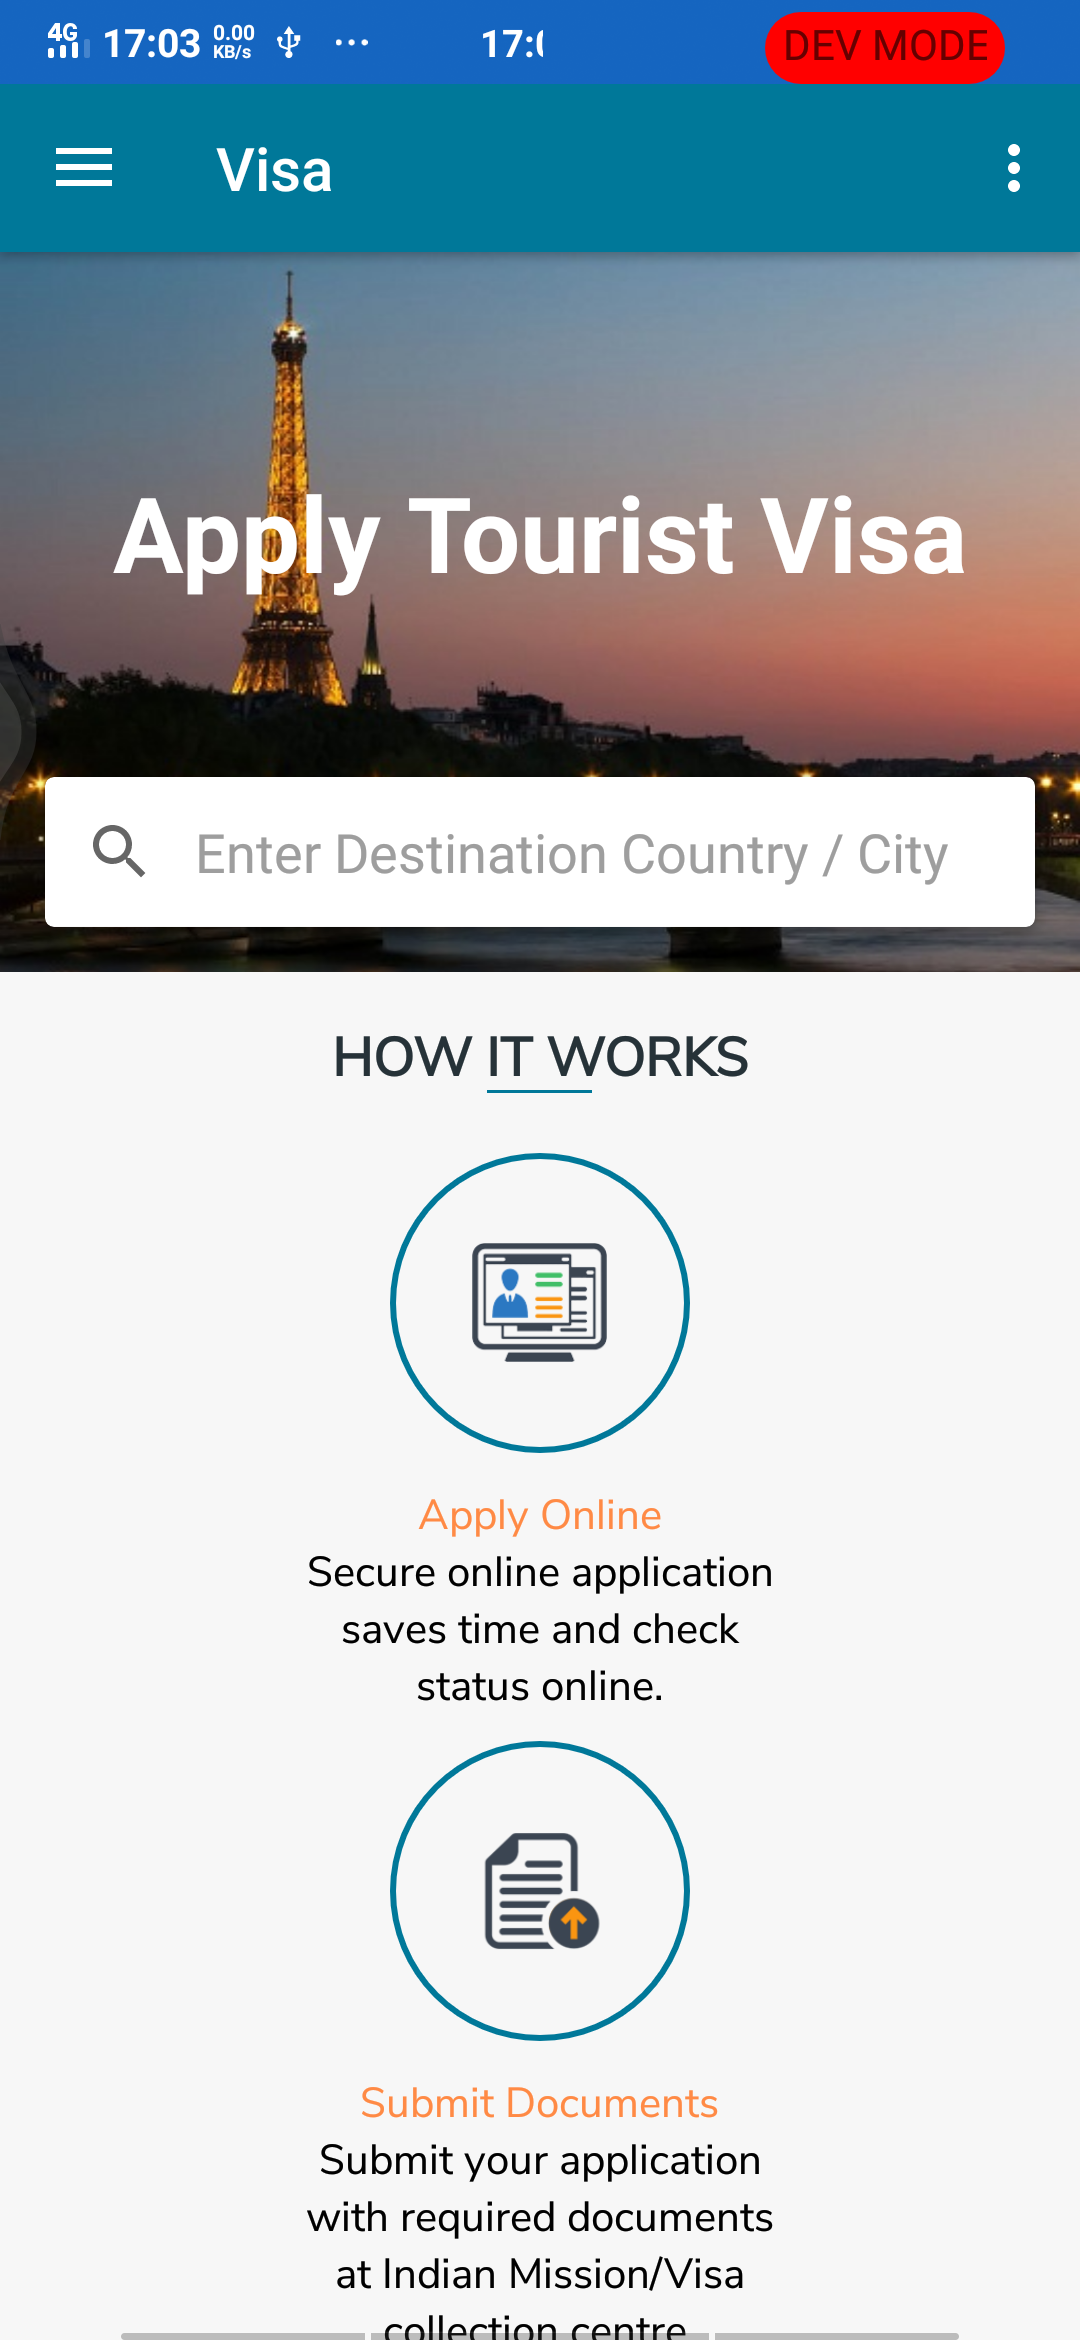 4G 17:03 0.00 KB/s ... 17:0 DEV MODE
Visa
Apply Tourist Visa
Enter Destination Country / City
HOW IT WORKS
Apply Online
Secure online application
saves time and check
status online.
Submit Documents
Submit your application
with required documents
at Indian Mission/Visa
collection centre